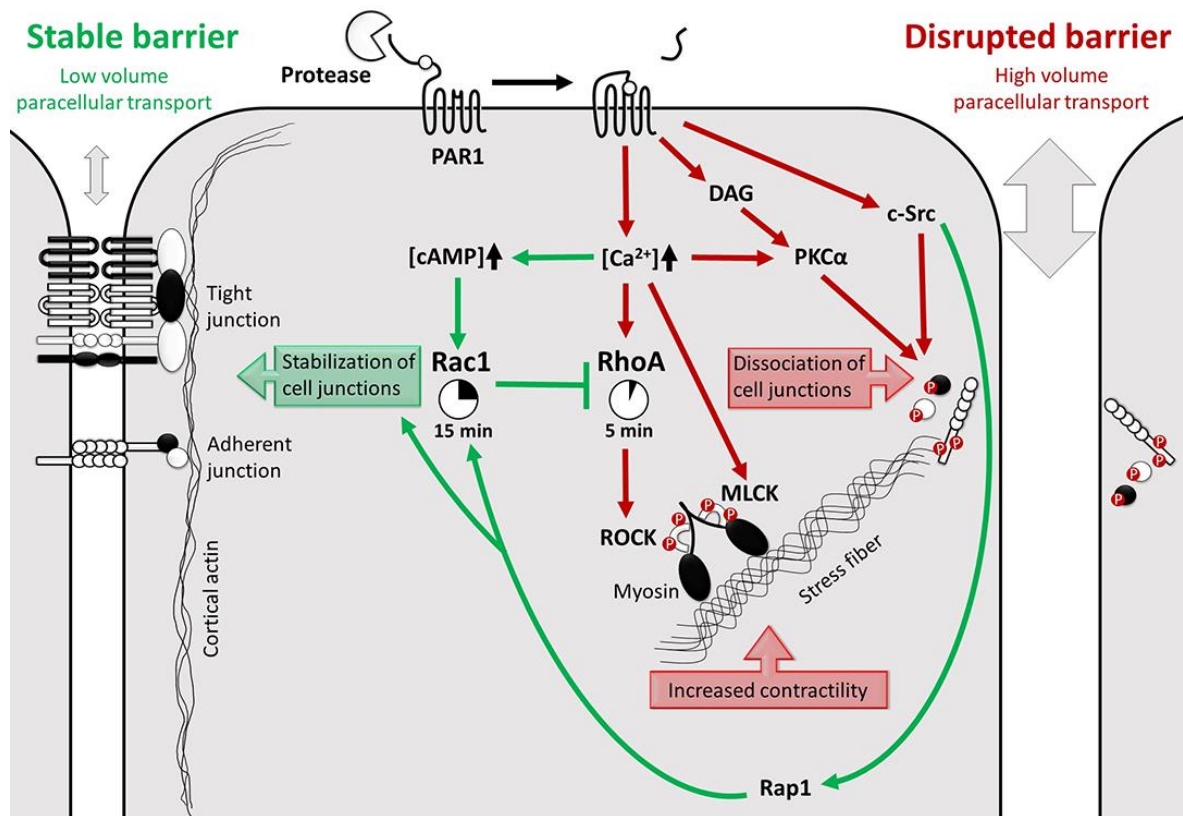 Stable barrier
Low volume
paracellular transport
Disrupted barrier
High volume
paracellular transport
Protease
PAR1
DAG
c-Src
[cAMP]
[Ca²⁺]
PKCα
Tight
junction
Stabilization of
cell junctions
Rac1
15 min
RhoA
5 min
Dissociation of
cell junctions
P
P
P
P
P
P
P
P
Adherent
junction
MLCK
P
P
P
P
ROCK
Myosin
Stress fiber
Cortical actin
Increased contractility
Rap1